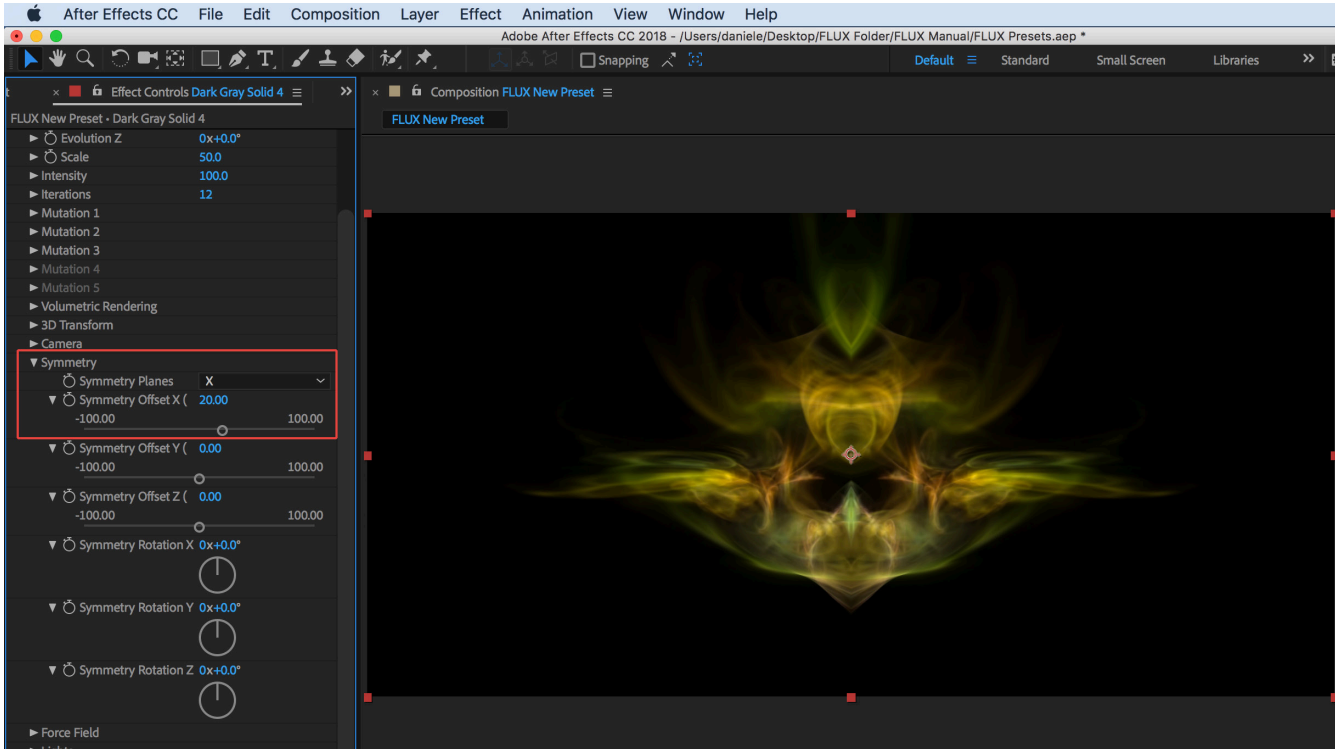 After Effects CC File Edit Composition Layer Effect Animation View Window Help
Adobe After Effects CC 2018 - /Users/daniele/Desktop/FLUX Folder/FLUX Manual/FLUX Presets.aep *
T Snapping Default Standard Small Screen Libraries
Effect Controls Dark Gray Solid 4
Composition FLUX New Preset
FLUX New Preset • Dark Gray Solid 4
FLUX New Preset
Evolution Z 0x+0.0°
Scale 50.0
Intensity 100.0
Iterations 12
Mutation 1
Mutation 2
Mutation 3
Mutation 4
Mutation 5
Volumetric Rendering
3D Transform
Camera
Symmetry
Symmetry Planes X
Symmetry Offset X ( 20.00
-100.00 100.00
Symmetry Offset Y ( 0.00
-100.00 100.00
Symmetry Offset Z ( 0.00
-100.00 100.00
Symmetry Rotation X 0x+0.0°
Symmetry Rotation Y 0x+0.0°
Symmetry Rotation Z 0x+0.0°
Force Field